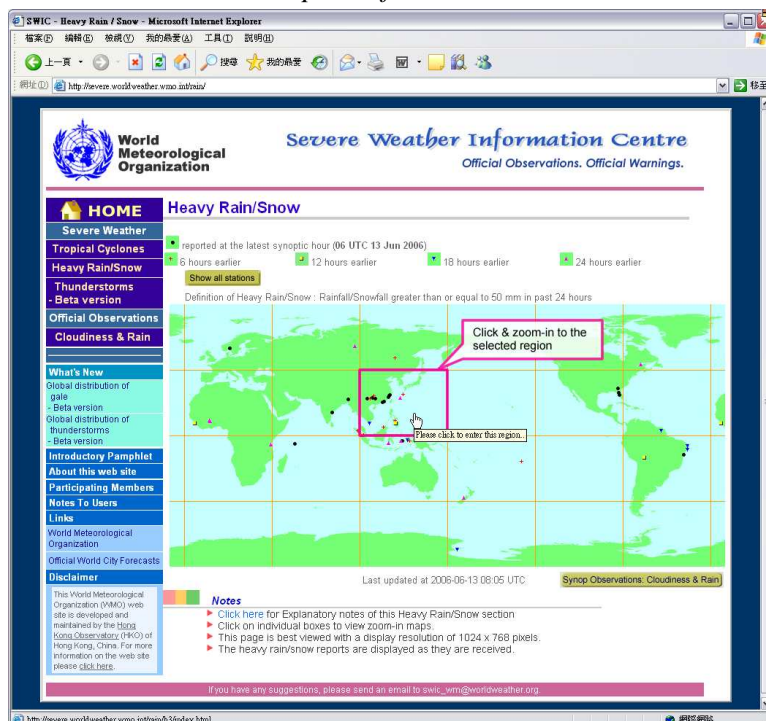 SWIC - Heavy Rain / Snow - Microsoft Internet Explorer
檔案(F) 編輯(E) 檢視(V) 我的最愛(A) 工具(T) 說明(H)
上一頁 搜尋 我的最愛
網址(D) http://severe.worldweather.wmo.int/rain/ 移至
World
Meteorological
Organization
Severe Weather Information Centre
Official Observations. Official Warnings.
HOME
Severe Weather
Tropical Cyclones
Heavy Rain/Snow
Thunderstorms
- Beta version
Official Observations
Cloudiness & Rain
What's New
Global distribution of
gale
- Beta version
Global distribution of
thunderstorms
- Beta version
Introductory Pamphlet
About this web site
Participating Members
Notes To Users
Links
World Meteorological
Organization
Official World City Forecasts
Disclaimer
This World Meteorological
Organization (WMO) web
site is developed and
maintained by the Hong
Kong Observatory (HKO) of
Hong Kong, China. For more
information on the web site
please click here.
Heavy Rain/Snow
reported at the latest synoptic hour (06 UTC 13 Jun 2006)
6 hours earlier 12 hours earlier 18 hours earlier 24 hours earlier
Show all stations
Definition of Heavy Rain/Snow : Rainfall/Snowfall greater than or equal to 50 mm in past 24 hours
Click & zoom-in to the
selected region
Please click to enter this region..
Last updated at 2006-06-13 08:05 UTC
Synop Observations: Cloudiness & Rain
Notes
Click here for Explanatory notes of this Heavy Rain/Snow section
Click on individual boxes to view zoom-in maps.
This page is best viewed with a display resolution of 1024 x 768 pixels.
The heavy rain/snow reports are displayed as they are received.
If you have any suggestions, please send an email to swic_wm@worldweather.org.
http://severe.worldweather.wmo.int/rain/b3/index.html 網際網路